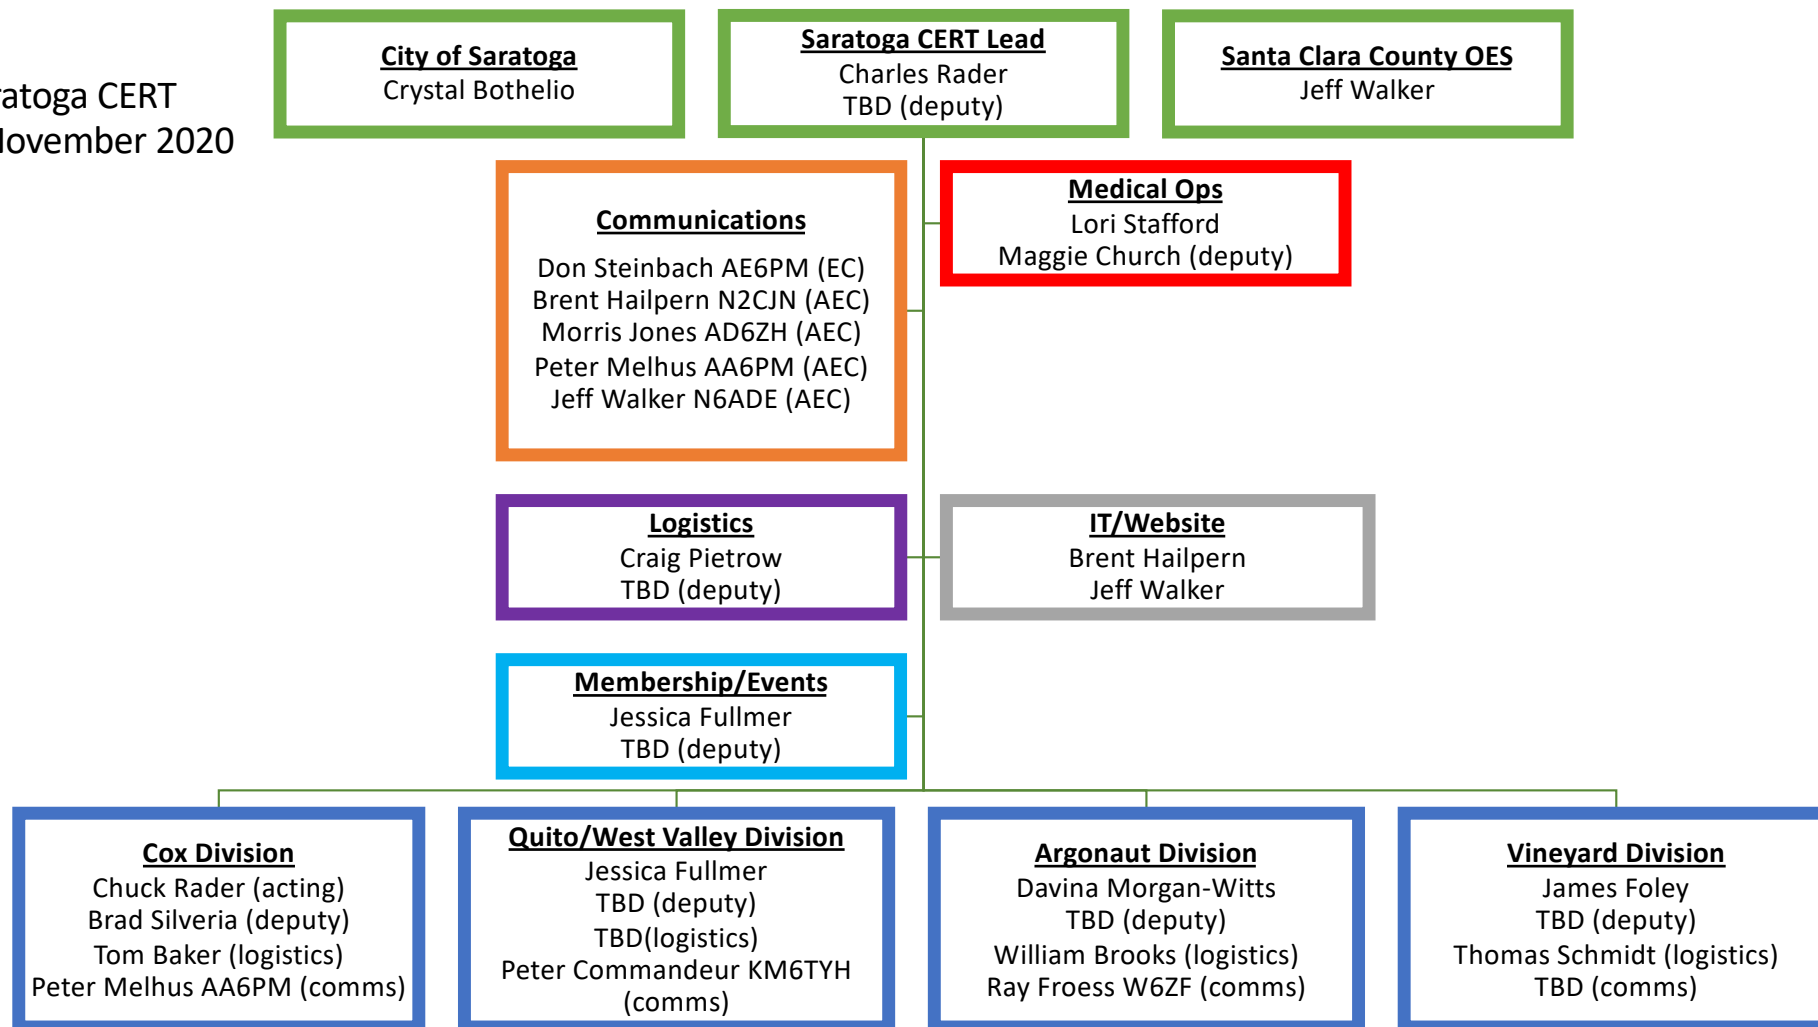 ratoga CERT
November 2020
City of Saratoga
Crystal Bothelio
Saratoga CERT Lead
Charles Rader
TBD (deputy)
Santa Clara County OES
Jeff Walker
Communications
Don Steinbach AE6PM (EC)
Brent Hailpern N2CJN (AEC)
Morris Jones AD6ZH (AEC)
Peter Melhus AA6PM (AEC)
Jeff Walker N6ADE (AEC)
Medical Ops
Lori Stafford
Maggie Church (deputy)
Logistics
Craig Pietrow
TBD (deputy)
IT/Website
Brent Hailpern
Jeff Walker
Membership/Events
Jessica Fullmer
TBD (deputy)
Cox Division
Chuck Rader (acting)
Brad Silveria (deputy)
Tom Baker (logistics)
Peter Melhus AA6PM (comms)
Quito/West Valley Division
Jessica Fullmer
TBD (deputy)
TBD(logistics)
Peter Commandeur KM6TYH
(comms)
Argonaut Division
Davina Morgan-Witts
TBD (deputy)
William Brooks (logistics)
Ray Froess W6ZF (comms)
Vineyard Division
James Foley
TBD (deputy)
Thomas Schmidt (logistics)
TBD (comms)